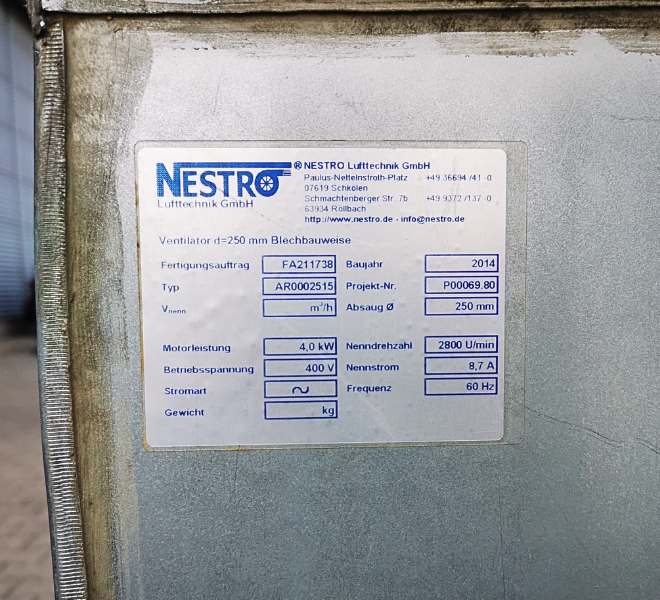 NESTRO
Lufttechnik GmbH
® NESTRO Lufttechnik GmbH
Paulus-Nettelnstroth-Platz +49 36694 /41 -0
07619 Schkölen
Schmachtenberger Str. 7b +49 9372 /137 -0
63934 Röllbach
http://www.nestro.de - info@nestro.de
Ventilator d=250 mm Blechbauweise
Fertigungsauftrag FA211738 Baujahr 2014
Typ AR0002515 Projekt-Nr. P00069.80
Vnenn m³/h Absaug Ø 250 mm
Motorleistung 4,0 kW Nenndrehzahl 2800 U/min
Betriebsspannung 400 V Nennstrom 8,7 A
Stromart ~ Frequenz 60 Hz
Gewicht kg